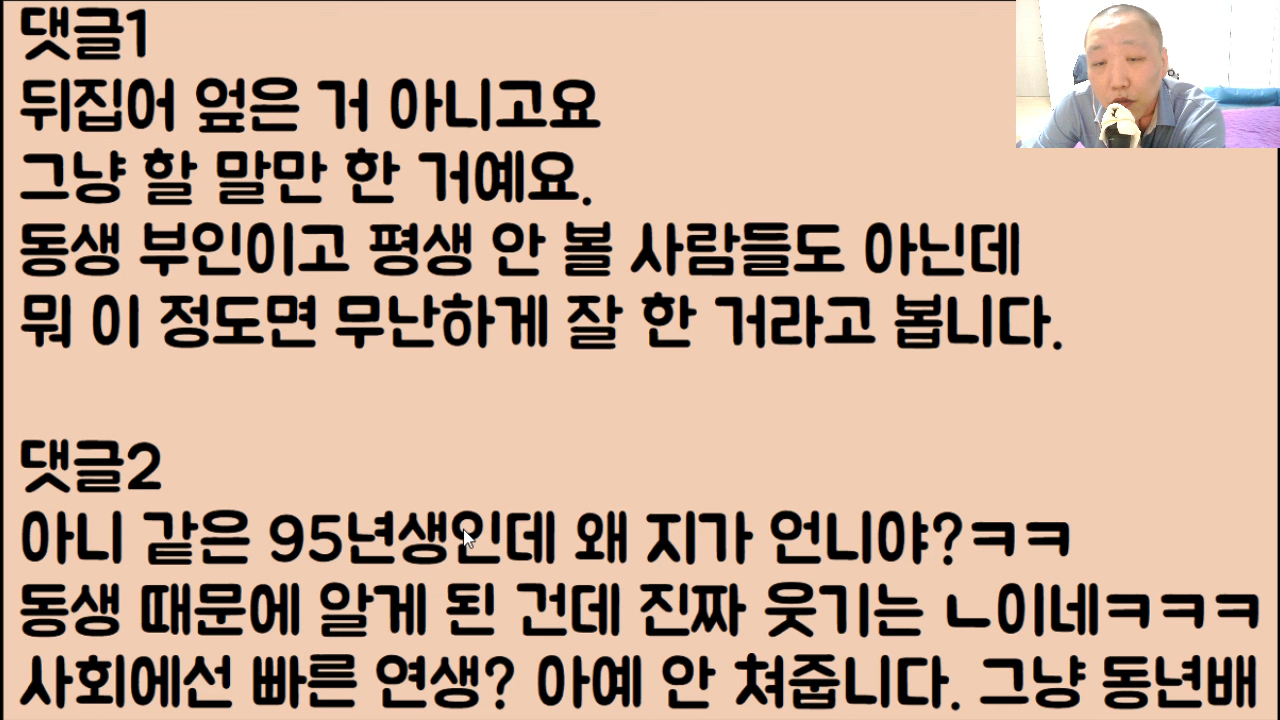 댓글1
뒤집어 엎은 거 아니고요
그냥 할 말만 한 거예요.
동생 부인이고 평생 안 볼 사람들도 아닌데
뭐 이 정도면 무난하게 잘 한 거라고 봅니다.
댓글2
아니 같은 95년생인데 왜 지가 언니야?ㅋㅋ
동생 때문에 알게 된 건데 진짜 웃기는 ㄴ이네ㅋㅋㅋ
사회에선 빠른 연생? 아예 안 쳐줍니다. 그냥 동년배